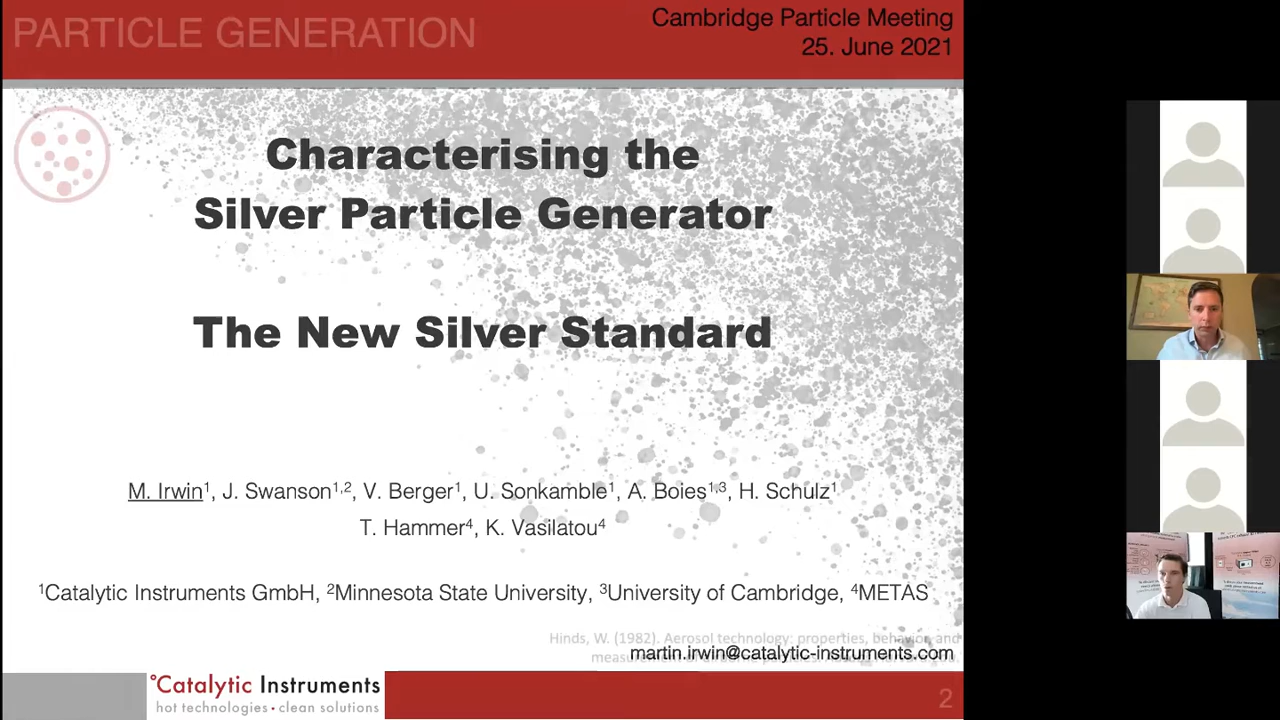 PARTICLE GENERATION
Cambridge Particle Meeting
25. June 2021
Characterising the
Silver Particle Generator
The New Silver Standard
M. Irwin¹, J. Swanson¹,², V. Berger¹, U. Sonkamble¹, A. Boies¹,³, H. Schulz¹
T. Hammer⁴, K. Vasilatou⁴
¹Catalytic Instruments GmbH, ²Minnesota State University, ³University of Cambridge, ⁴METAS
Hinds, W. (1982). Aerosol technology: properties, behavior, and
martin.irwin@catalytic-instruments.com
°Catalytic Instruments
hot technologies • clean solutions
2